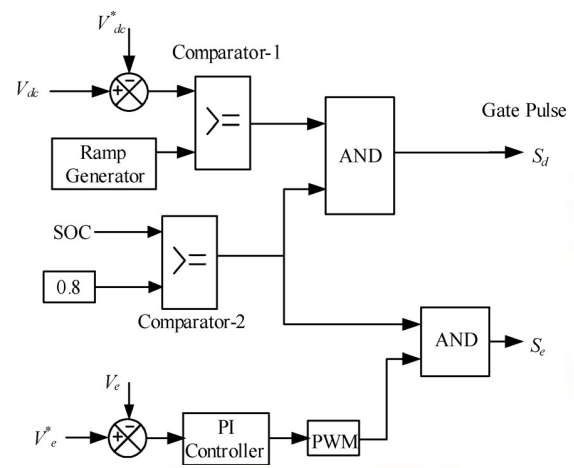 V*dc
Comparator-1
Vdc
+ −
>=
Gate Pulse
Ramp
Generator
AND
Sd
SOC
>=
0.8
Comparator-2
AND
Se
Ve
V*e
+ −
PI
Controller
PWM